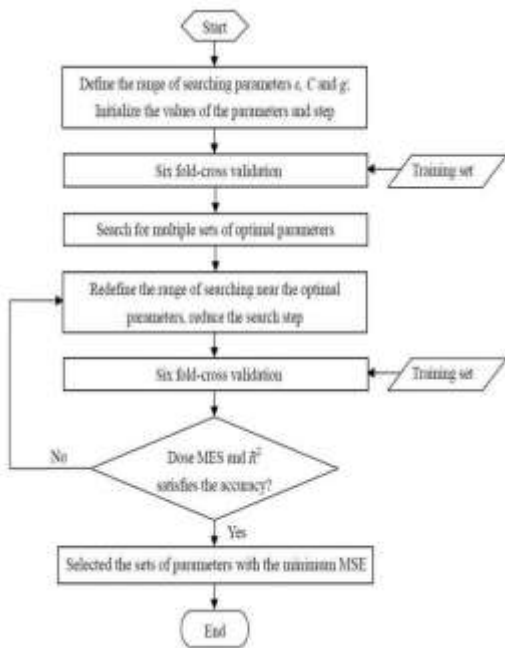 Start
Define the range of searching parameters ε, C and g;
Initialize the values of the parameters and step
Six fold-cross validation
Training set
Search for multiple sets of optimal parameters
Redefine the range of searching near the optimal
parameters, reduce the search step
Six fold-cross validation
Training set
No
Dose MES and R²
satisfies the accuracy?
Yes
Selected the sets of parameters with the minimum MSE
End